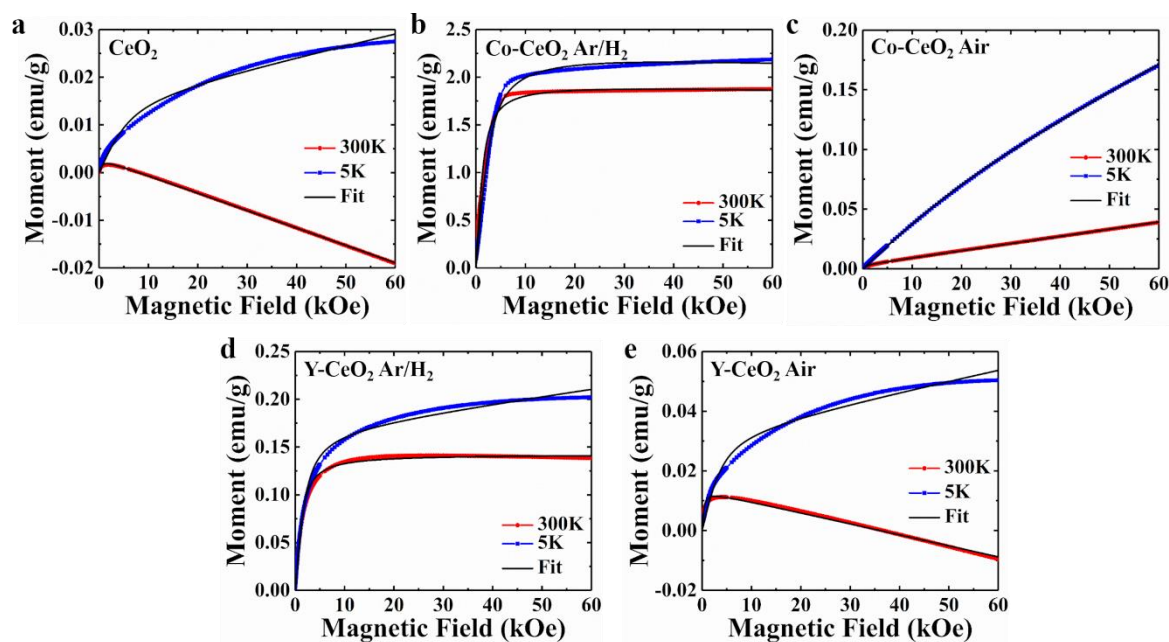 a
CeO2
Moment (emu/g)
0.03
0.02
0.01
0.00
-0.01
-0.02
300K
5K
Fit
0 10 20 30 40 50 60
Magnetic Field (kOe)
b
Co-CeO2 Ar/H2
Moment (emu/g)
2.5
2.0
1.5
1.0
0.5
0.0
300K
5K
Fit
0 10 20 30 40 50 60
Magnetic Field (kOe)
c
Co-CeO2 Air
Moment (emu/g)
0.20
0.15
0.10
0.05
0.00
300K
5K
Fit
0 10 20 30 40 50 60
Magnetic Field (kOe)
d
Y-CeO2 Ar/H2
Moment (emu/g)
0.25
0.20
0.15
0.10
0.05
0.00
300K
5K
Fit
0 10 20 30 40 50 60
Magnetic Field (kOe)
e
Y-CeO2 Air
Moment (emu/g)
0.06
0.04
0.02
0.00
-0.02
300K
5K
Fit
0 10 20 30 40 50 60
Magnetic Field (kOe)